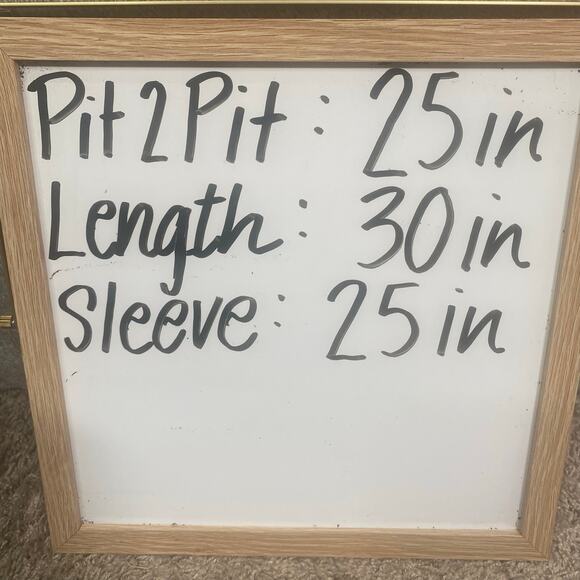 Pit 2 Pit : 25 in
Length : 30 in
Sleeve : 25 in